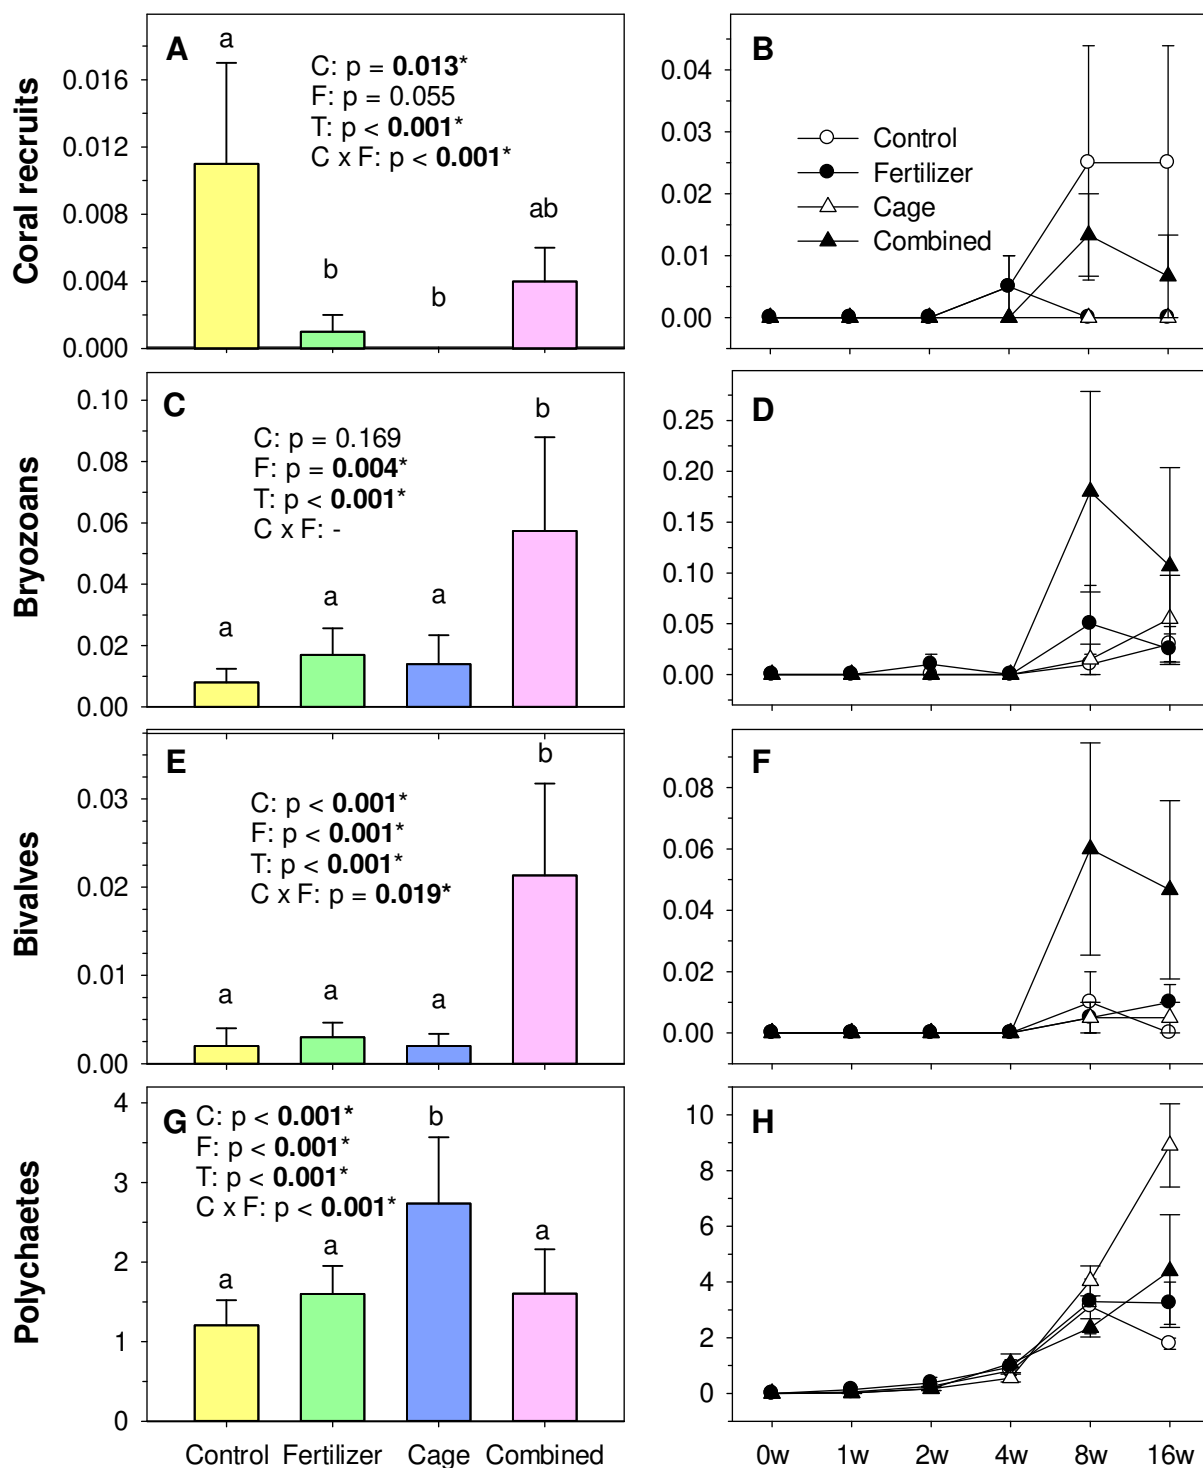 Coral recruits
A
0.016
0.012
0.008
0.004
0.000
a
b
b
ab
C: p = 0.013*
F: p = 0.055
T: p < 0.001*
C x F: p < 0.001*
B
0.04
0.03
0.02
0.01
0.00
Control
Fertilizer
Cage
Combined
Bryozoans
C
0.10
0.08
0.06
0.04
0.02
0.00
a
a
a
b
C: p = 0.169
F: p = 0.004*
T: p < 0.001*
C x F: -
D
0.25
0.20
0.15
0.10
0.05
0.00
Bivalves
E
0.03
0.02
0.01
0.00
a
a
a
b
C: p < 0.001*
F: p < 0.001*
T: p < 0.001*
C x F: p = 0.019*
F
0.08
0.06
0.04
0.02
0.00
Polychaetes
G
4
3
2
1
0
a
a
b
a
C: p < 0.001*
F: p < 0.001*
T: p < 0.001*
C x F: p < 0.001*
Control Fertilizer Cage Combined
H
10
8
6
4
2
0
0w 1w 2w 4w 8w 16w